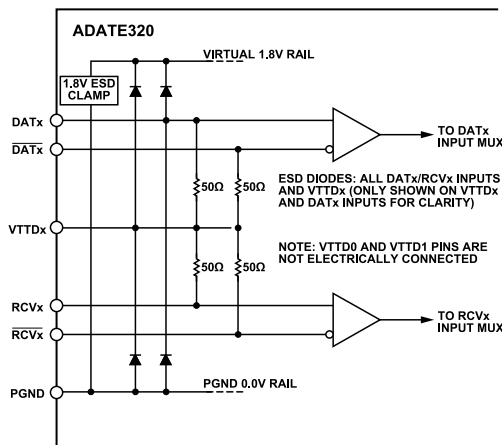 ADATE320
VIRTUAL 1.8V RAIL
1.8V ESD
CLAMP
DATx
DATx
TO DATx
INPUT MUX
ESD DIODES: ALL DATx/RCVx INPUTS
AND VTTDx (ONLY SHOWN ON VTTDx
AND DATx INPUTS FOR CLARITY)
50Ω
50Ω
VTTDx
NOTE: VTTD0 AND VTTD1 PINS ARE
NOT ELECTRICALLY CONNECTED
50Ω
50Ω
RCVx
RCVx
TO RCVx
INPUT MUX
PGND
PGND 0.0V RAIL